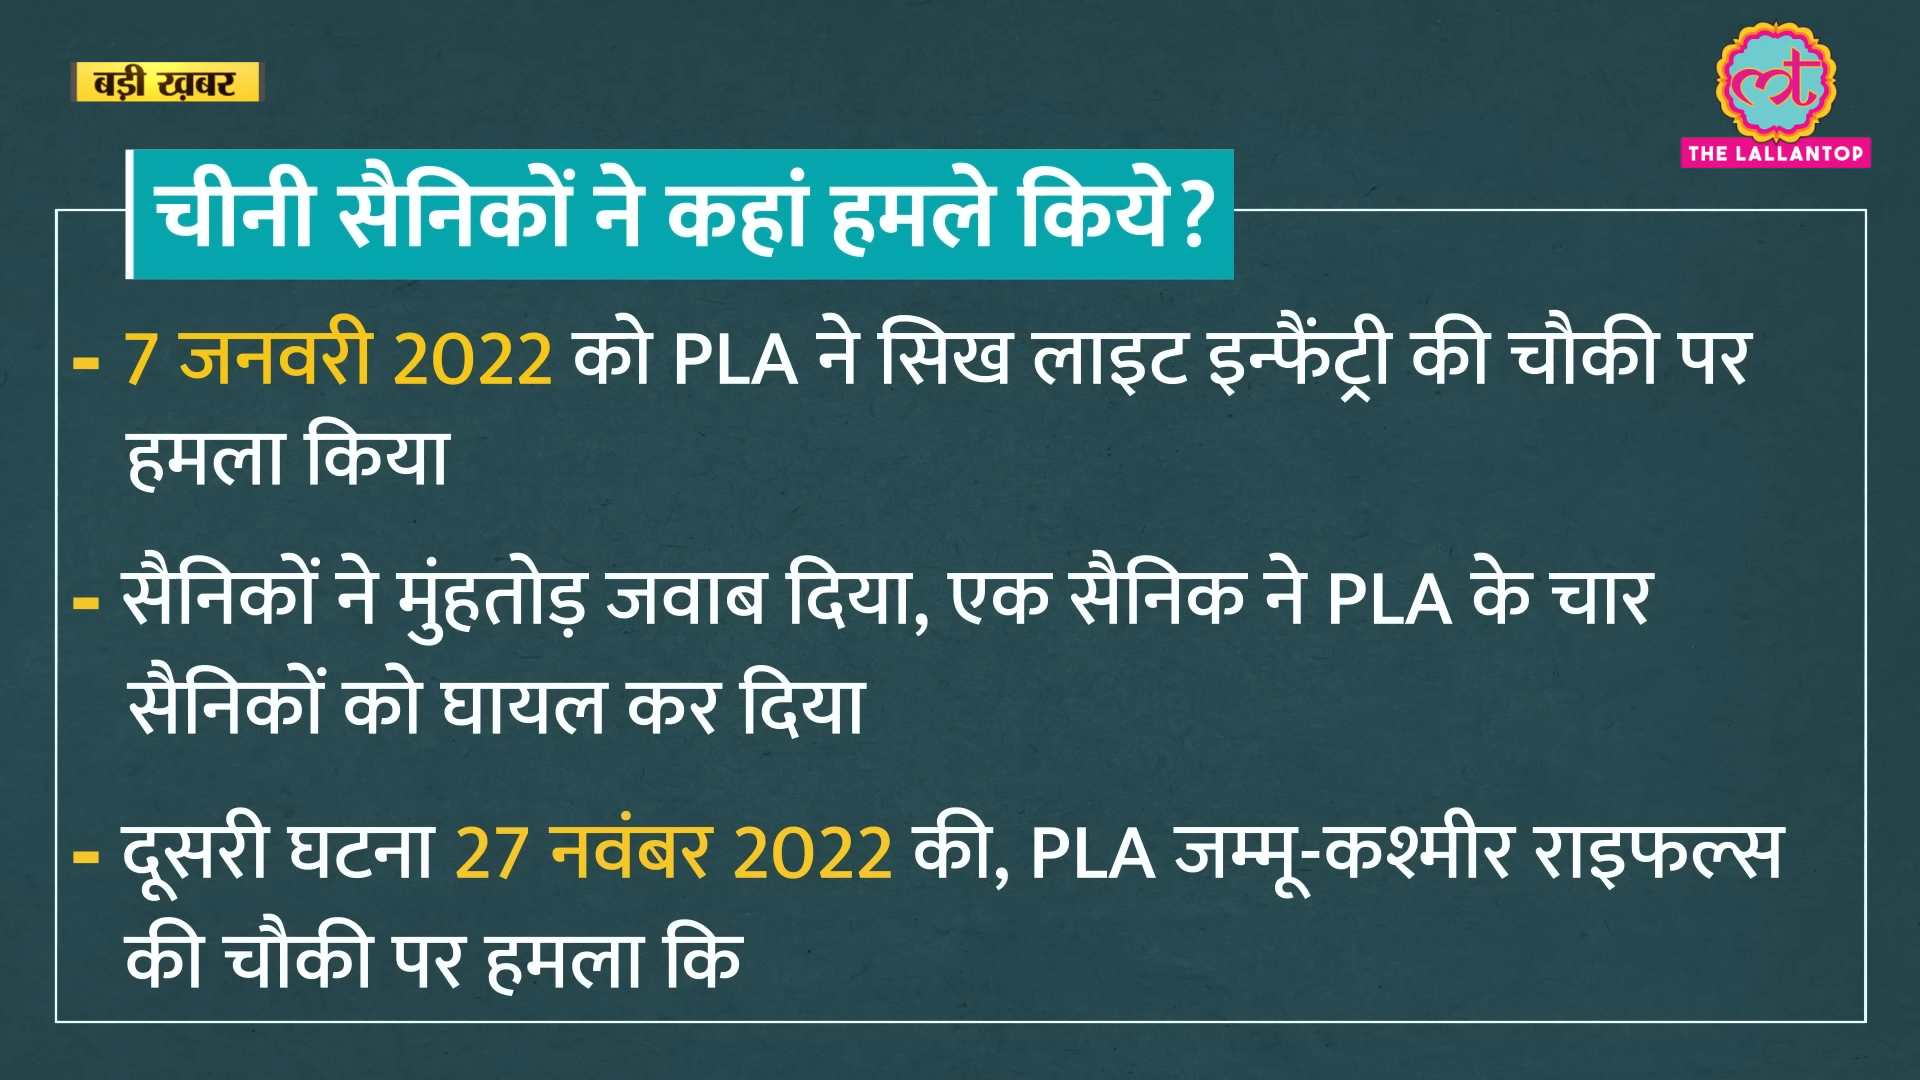 बड़ी ख़बर
THE LALLANTOP
चीनी सैनिकों ने कहां हमले किये?
- 7 जनवरी 2022 को PLA ने सिख लाइट इन्फैंट्री की चौकी पर
हमला किया
- सैनिकों ने मुंहतोड़ जवाब दिया, एक सैनिक ने PLA के चार
सैनिकों को घायल कर दिया
- दूसरी घटना 27 नवंबर 2022 की, PLA जम्मू-कश्मीर राइफल्स
की चौकी पर हमला कि